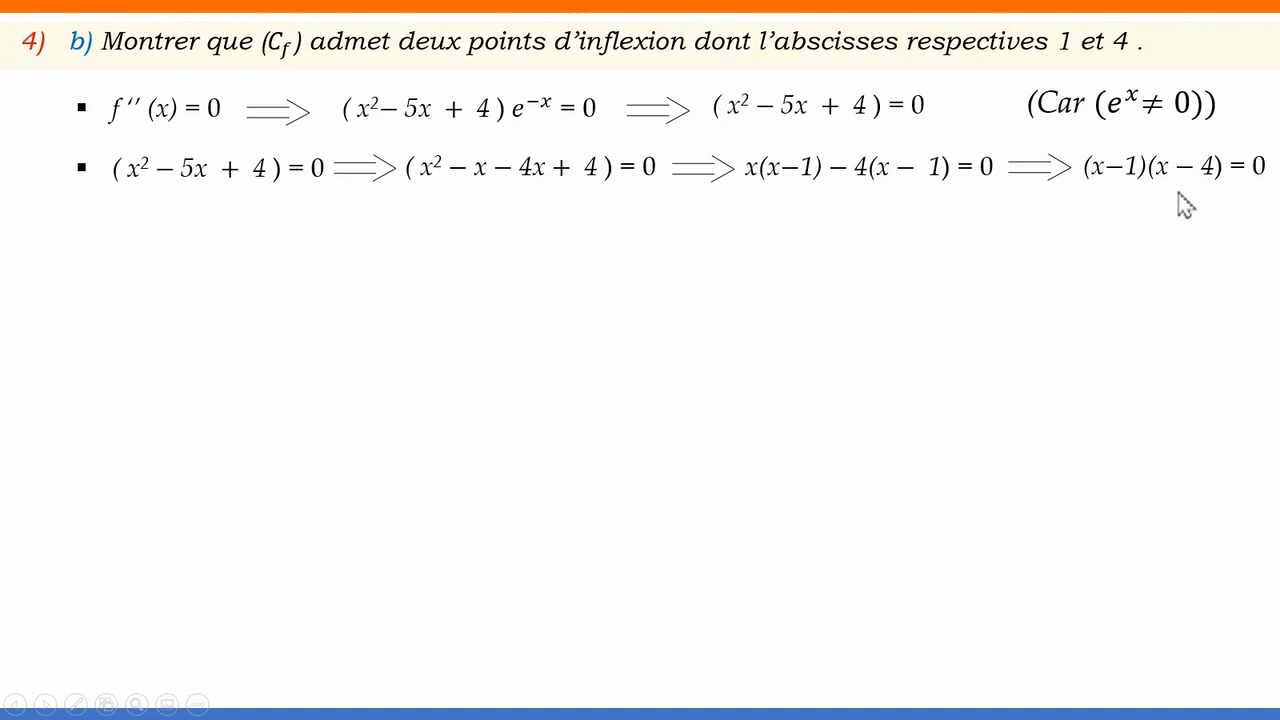 4) b) Montrer que (C_f) admet deux points d'inflexion dont l'abscisses respectives 1 et 4 .
▪ f ′′ (x) = 0 ⟹ ( x² − 5x + 4 ) e⁻ˣ = 0 ⟹ ( x² − 5x + 4 ) = 0 (Car (eˣ ≠ 0))
▪ ( x² − 5x + 4 ) = 0 ⟹ ( x² − x − 4x + 4 ) = 0 ⟹ x(x−1) − 4(x − 1) = 0 ⟹ (x−1)(x − 4) = 0